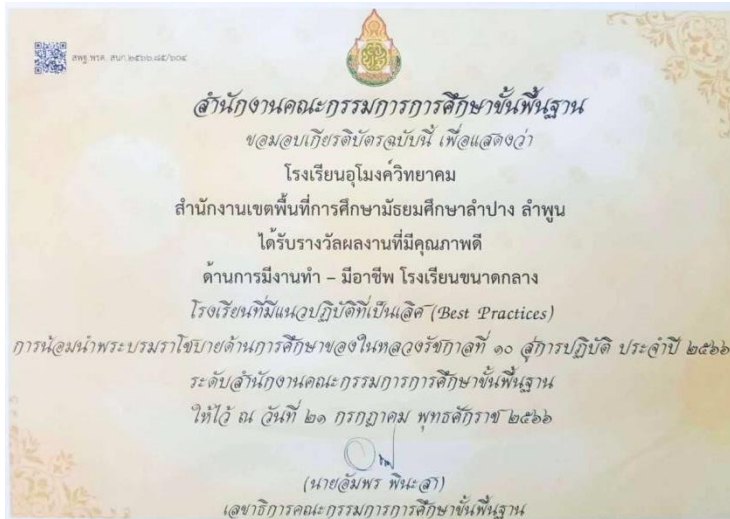 สพฐ.พวค. สนก.๒๕๖๖.๘๕/๖๐๔
สำนักงานคณะกรรมการการศึกษาขั้นพื้นฐาน
ขอมอบเกียรติบัตรฉบับนี้ เพื่อแสดงว่า
โรงเรียนอุโมงค์วิทยาคม
สำนักงานเขตพื้นที่การศึกษามัธยมศึกษาลำปาง ลำพูน
ได้รับรางวัลผลงานที่มีคุณภาพดี
ด้านการมีงานทำ – มีอาชีพ โรงเรียนขนาดกลาง
โรงเรียนที่มีแนวปฏิบัติที่เป็นเลิศ (Best Practices)
การน้อมนำพระบรมราโชบายด้านการศึกษาของในหลวงรัชกาลที่ ๑๐ สู่การปฏิบัติ ประจำปี ๒๕๖๖
ระดับสำนักงานคณะกรรมการการศึกษาขั้นพื้นฐาน
ให้ไว้ ณ วันที่ ๒๑ กรกฎาคม พุทธศักราช ๒๕๖๖
(นายอัมพร พินะสา)
เลขาธิการคณะกรรมการการศึกษาขั้นพื้นฐาน